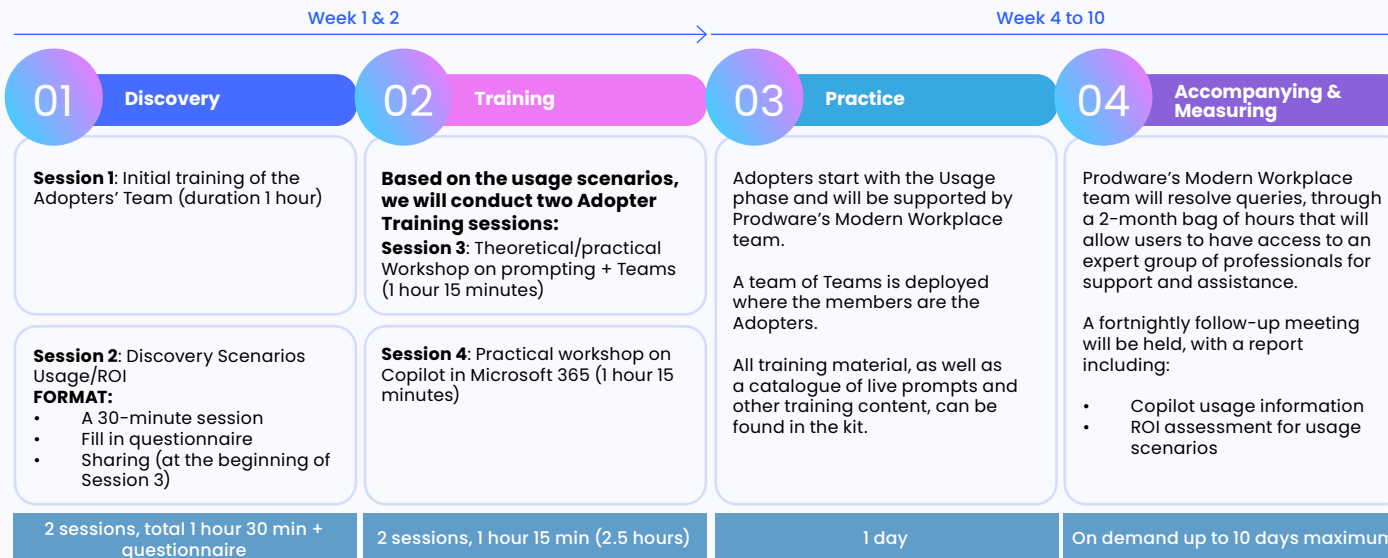 Week 1 & 2
Week 4 to 10
01
Discovery
02
Training
03
Practice
04
Accompanying &
Measuring
Session 1: Initial training of the
Adopters’ Team (duration 1 hour)
Session 2: Discovery Scenarios
Usage/ROI
FORMAT:
• A 30-minute session
• Fill in questionnaire
• Sharing (at the beginning of
Session 3)
2 sessions, total 1 hour 30 min +
questionnaire
Based on the usage scenarios,
we will conduct two Adopter
Training sessions:
Session 3: Theoretical/practical
Workshop on prompting + Teams
(1 hour 15 minutes)
Session 4: Practical workshop on
Copilot in Microsoft 365 (1 hour 15
minutes)
2 sessions, 1 hour 15 min (2.5 hours)
Adopters start with the Usage
phase and will be supported by
Prodware’s Modern Workplace
team.
A team of Teams is deployed
where the members are the
Adopters.
All training material, as well as
a catalogue of live prompts and
other training content, can be
found in the kit.
1 day
Prodware’s Modern Workplace
team will resolve queries, through
a 2-month bag of hours that will
allow users to have access to an
expert group of professionals for
support and assistance.
A fortnightly follow-up meeting
will be held, with a report
including:
• Copilot usage information
• ROI assessment for usage
scenarios
On demand up to 10 days maximum